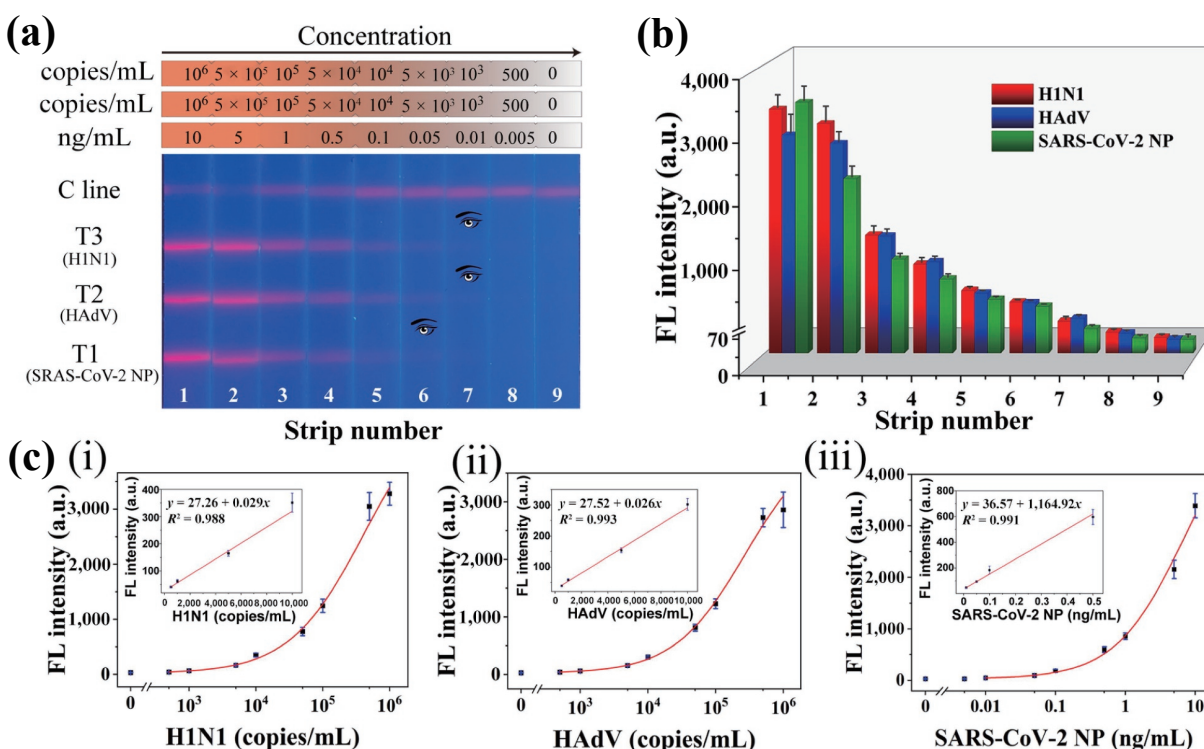 (a)
Concentration
copies/mL 10⁶ 5 × 10⁵ 10⁵ 5 × 10⁴ 10⁴ 5 × 10³ 10³ 500 0
copies/mL 10⁶ 5 × 10⁵ 10⁵ 5 × 10⁴ 10⁴ 5 × 10³ 10³ 500 0
ng/mL 10 5 1 0.5 0.1 0.05 0.01 0.005 0
C line
T3
(H1N1)
T2
(HAdV)
T1
(SRAS-CoV-2 NP)
1 2 3 4 5 6 7 8 9
Strip number
(b)
FL intensity (a.u.)
4,000
3,000
2,000
1,000
70
0
H1N1
HAdV
SARS-CoV-2 NP
1 2 3 4 5 6 7 8 9
Strip number
(c) (i)
FL intensity (a.u.)
3,000
2,000
1,000
0
FL intensity (a.u.)
400
300
200
100
y = 27.26 + 0.029x
R² = 0.988
0 2,000 4,000 6,000 8,000 10,000
H1N1 (copies/mL)
0 10³ 10⁴ 10⁵ 10⁶
H1N1 (copies/mL)
(ii)
FL intensity (a.u.)
3,000
2,000
1,000
0
FL intensity (a.u.)
300
200
100
0
y = 27.52 + 0.026x
R² = 0.993
0 2,000 4,000 6,000 8,000 10,000
HAdV (copies/mL)
0 10³ 10⁴ 10⁵ 10⁶
HAdV (copies/mL)
(iii)
FL intensity (a.u.)
4,000
3,000
2,000
1,000
0
FL intensity (a.u.)
800
600
400
200
0
y = 36.57 + 1,164.92x
R² = 0.991
0.0 0.1 0.2 0.3 0.4 0.5
SARS-CoV-2 NP (ng/mL)
0 0.01 0.1 1 10
SARS-CoV-2 NP (ng/mL)